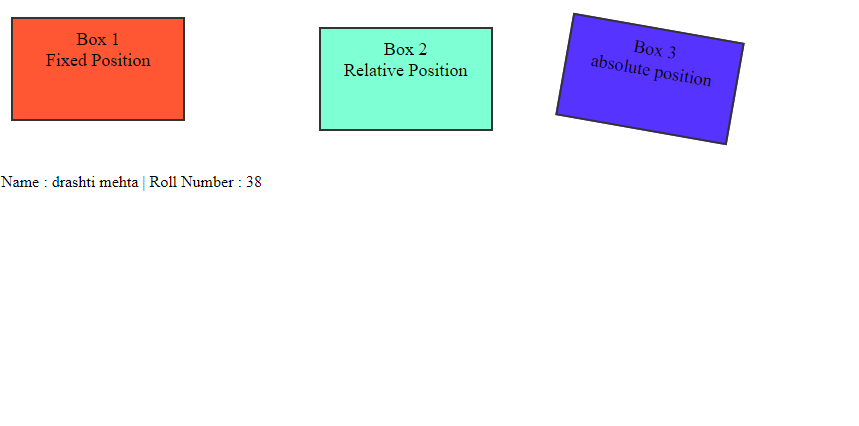 Box 1
Fixed Position
Box 2
Relative Position
Box 3
absolute position
Name : drashti mehta | Roll Number : 38